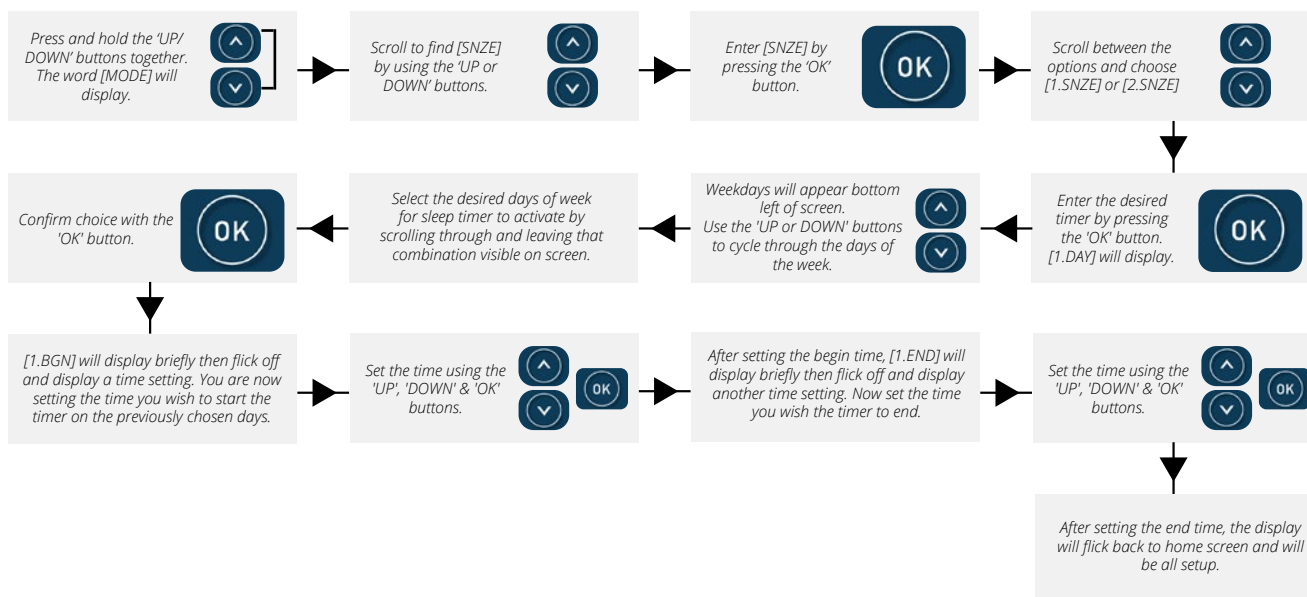 Press and hold the ‘UP/
DOWN’ buttons together.
The word [MODE] will
display.
Scroll to find [SNZE]
by using the ‘UP or
DOWN’ buttons.
Enter [SNZE] by
pressing the ‘OK’
button.
OK
Scroll between the
options and choose
[1.SNZE] or [2.SNZE]
Enter the desired
timer by pressing
the 'OK' button.
[1.DAY] will display.
OK
Weekdays will appear bottom
left of screen.
Use the 'UP or DOWN' buttons
to cycle through the days of
the week.
Select the desired days of week
for sleep timer to activate by
scrolling through and leaving that
combination visible on screen.
Confirm choice with the
'OK' button.
OK
[1.BGN] will display briefly then flick off
and display a time setting. You are now
setting the time you wish to start the
timer on the previously chosen days.
Set the time using the
'UP', 'DOWN' & 'OK'
buttons.
OK
After setting the begin time, [1.END] will
display briefly then flick off and display
another time setting. Now set the time
you wish the timer to end.
Set the time using the
'UP', 'DOWN' & 'OK'
buttons.
OK
After setting the end time, the display
will flick back to home screen and will
be all setup.